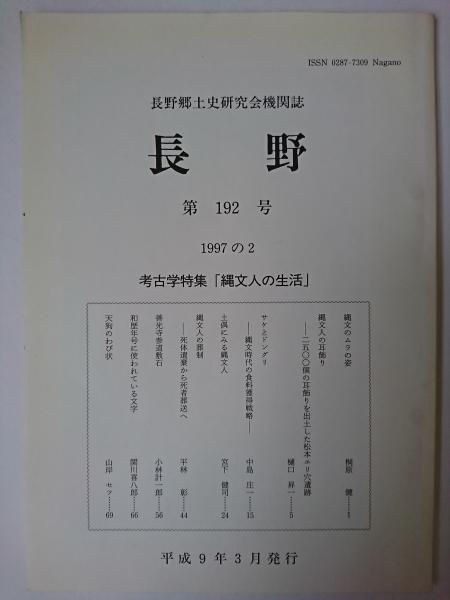 ISSN 0287-7309 Nagano
長野郷土史研究会機関誌
長野
第 192 号
1997 の 2
考古学特集「縄文人の生活」
縄文のムラの姿 桐原 健……1
縄文人の耳飾り
――二五〇〇個の耳飾りを出土した松本エリ穴遺跡 樋口 昇一……5
サケとドングリ
――縄文時代の食料獲得戦略―― 中島 庄一……15
土偶にみる縄文人 宮下 健司……24
縄文人の葬制
――死体遺棄から死者葬送へ 平林 彰……44
善光寺参道敷石 小林計一郎……56
和歴年号に使われている文字 関川喜八郎……66
天狗のわび状 山岸 セツ……69
平成9年3月発行